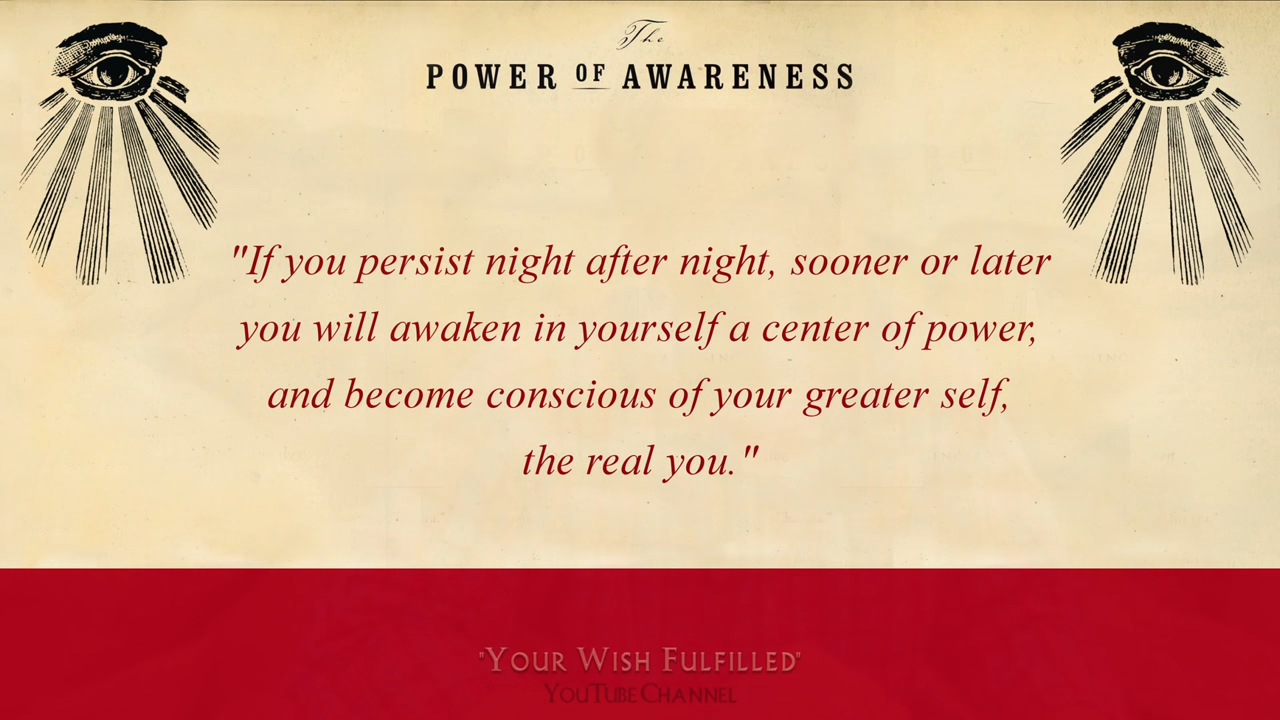 The
POWER OF AWARENESS
"If you persist night after night, sooner or later
you will awaken in yourself a center of power,
and become conscious of your greater self,
the real you."
"Your Wish Fulfilled"
YouTube Channel